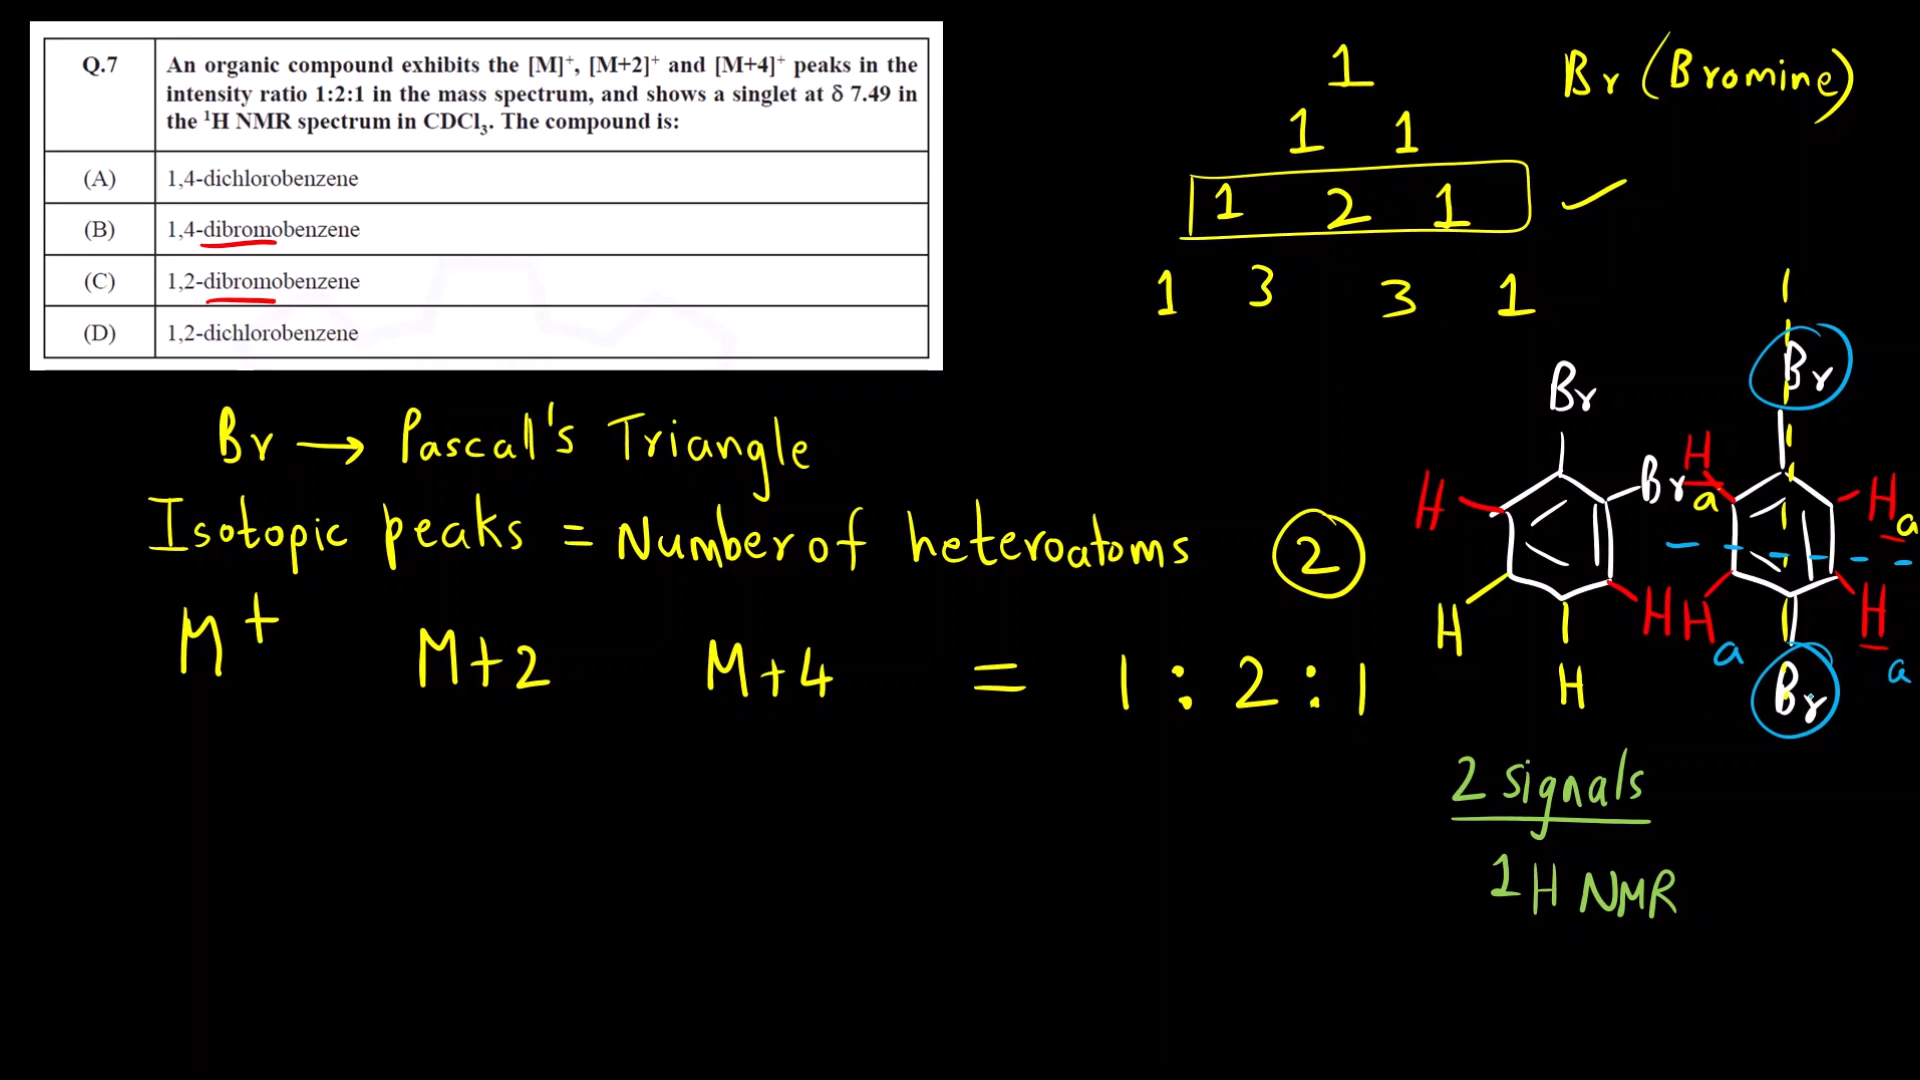 Q.7 An organic compound exhibits the [M]⁺, [M+2]⁺ and [M+4]⁺ peaks in the
intensity ratio 1:2:1 in the mass spectrum, and shows a singlet at δ 7.49 in
the ¹H NMR spectrum in CDCl₃. The compound is:
(A) 1,4-dichlorobenzene
(B) 1,4-dibromobenzene
(C) 1,2-dibromobenzene
(D) 1,2-dichlorobenzene
1
1 1
1 2 1
1 3 3 1
Br (Bromine)
Br → Pascal's Triangle
Isotopic peaks = Number of heteroatoms 2
M+ M+2 M+4 = 1 : 2 : 1
Br
Br
H
H
H
H
Br
H a
H a
H a
H a
Br
2 signals
1H NMR